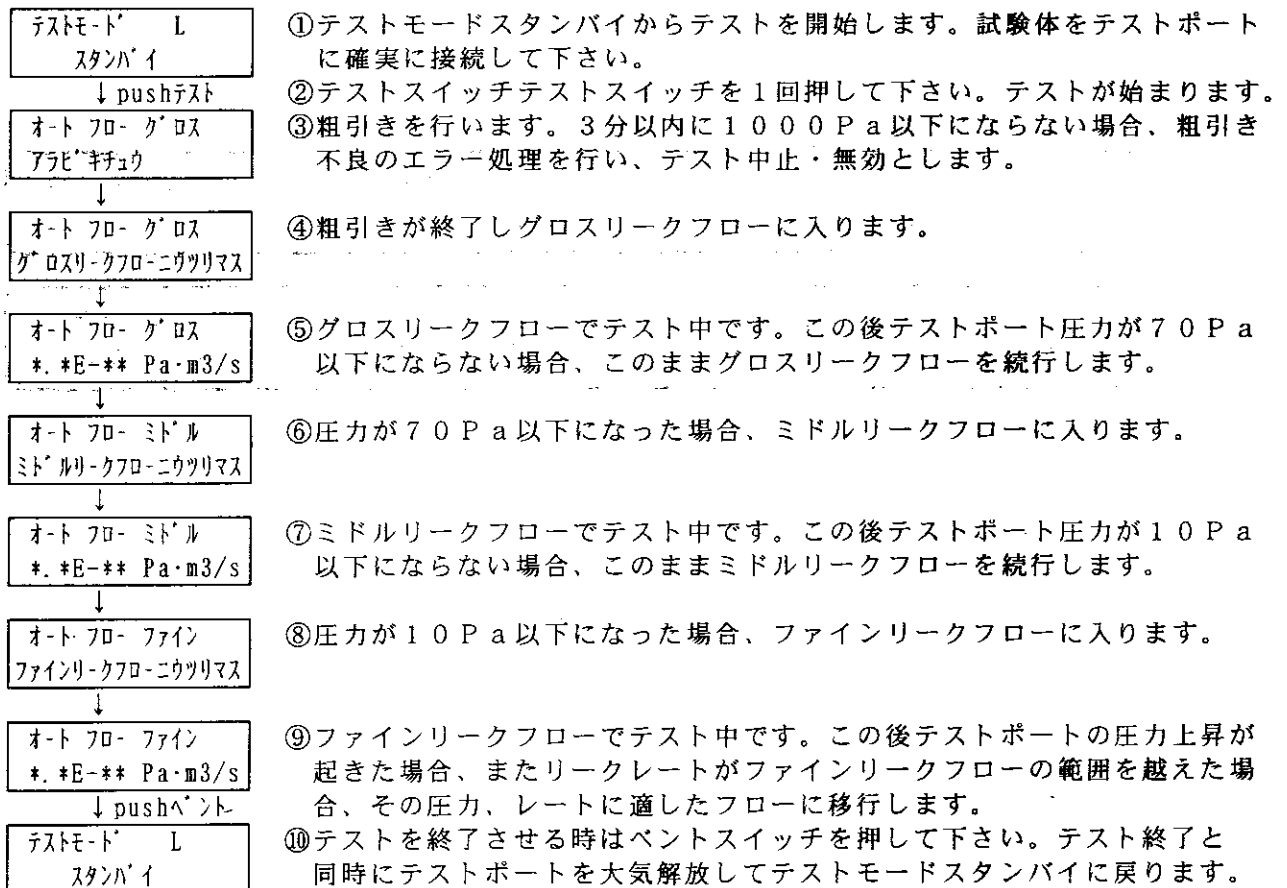 テストモード L
スタンバイ
↓ pushテスト
オート フロー グロス
アラビキチュウ
↓
オート フロー グロス
グロスリークフローニウツリマス
↓
オート フロー グロス
*.*E-** Pa·m3/s
↓
オート フロー ミドル
ミドルリークフローニウツリマス
↓
オート フロー ミドル
*.*E-** Pa·m3/s
↓
オート フロー ファイン
ファインリークフローニウツリマス
↓
オート フロー ファイン
*.*E-** Pa·m3/s
↓ pushベント
テストモード L
スタンバイ
①テストモードスタンバイからテストを開始します。試験体をテストポート
に確実に接続して下さい。
②テストスイッチテストスイッチを1回押して下さい。テストが始まります。
③粗引きを行います。3分以内に1000Pa以下にならない場合、粗引き
不良のエラー処理を行い、テスト中止・無効とします。
④粗引きが終了しグロスリークフローに入ります。
⑤グロスリークフローでテスト中です。この後テストポート圧力が70Pa
以下にならない場合、このままグロスリークフローを続行します。
⑥圧力が70Pa以下になった場合、ミドルリークフローに入ります。
⑦ミドルリークフローでテスト中です。この後テストポート圧力が10Pa
以下にならない場合、このままミドルリークフローを続行します。
⑧圧力が10Pa以下になった場合、ファインリークフローに入ります。
⑨ファインリークフローでテスト中です。この後テストポートの圧力上昇が
起きた場合、またリークレートがファインリークフローの範囲を越えた場
合、その圧力、レートに適したフローに移行します。
⑩テストを終了させる時はベントスイッチを押して下さい。テスト終了と
同時にテストポートを大気解放してテストモードスタンバイに戻ります。